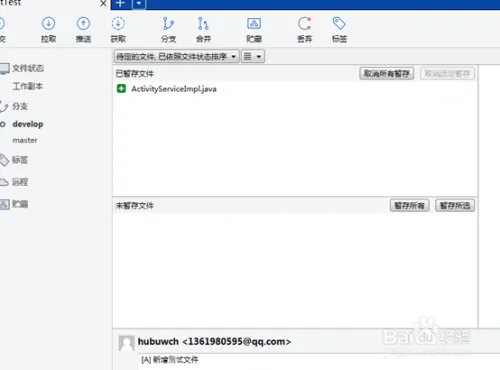 tTest
交 拉取 推送 获取 分支 合并 贮藏 丢弃 标签
待定的文件, 已依照文件状态排序
文件状态
工作副本
分支
develop
master
标签
远程
贮藏
已暂存文件 取消所有暂存 取消选定暂存
ActivityServiceImpl.java
未暂存文件 暂存所有 暂存所选
hubuwch <1361980595@qq.com>
[A] 新增测试文件
Baidu 经验
jingyan.baidu.com